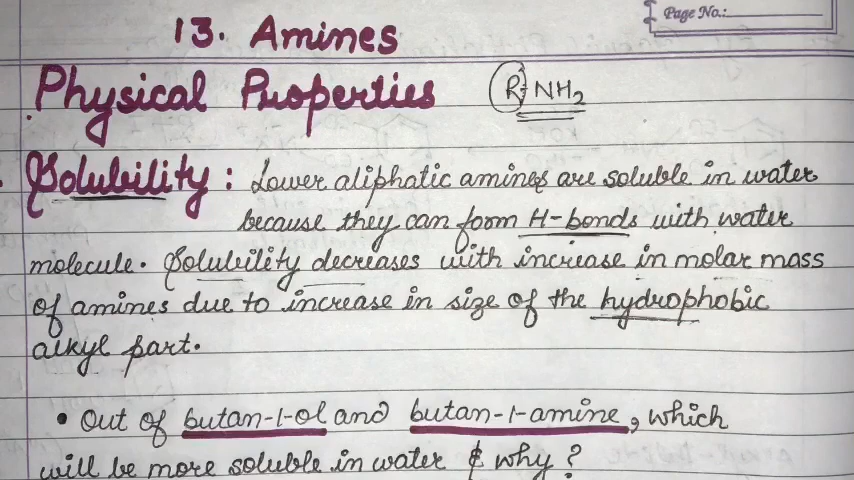 Page No.:
13. Amines
Physical Properties R-NH2
Solubility : Lower aliphatic amines are soluble in water
because they can form H-bonds with water
molecule. Solubility decreases with increase in molar mass
of amines due to increase in size of the hydrophobic
alkyl part.
• Out of butan-1-ol and butan-1-amine, which
will be more soluble in water & why?